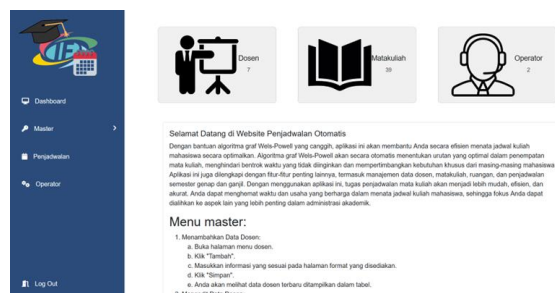 Dashboard
Master
Penjadwalan
Operator
Log Out
Dosen
7
Matakuliah
39
Operator
2
Selamat Datang di Website Penjadwalan Otomatis
Dengan bantuan algoritma graf Wels-Powell yang canggih, aplikasi ini akan membantu Anda secara efisien menata jadwal kuliah
mahasiswa secara optimalkan. Algoritma graf Welsh-Powell akan secara otomatis menentukan urutan yang optimal dalam penempatan
mata kuliah, menghindari bentrok waktu yang tidak diinginkan dan mempertimbangkan kebutuhan khusus dari masing-masing mahasiswa.
Aplikasi ini juga dilengkapi dengan fitur-fitur penting lainnya, termasuk manajemen data dosen, matakuliah, ruangan, dan penjadwalan
semester genap dan ganjil. Dengan menggunakan aplikasi ini, tugas penjadwalan mata kuliah akan menjadi lebih mudah, efisien, dan
akurat. Anda dapat menghemat waktu dan usaha yang berharga dalam menata jadwal kuliah mahasiswa, sehingga fokus Anda dapat
dialihkan ke aspek lain yang lebih penting dalam administrasi akademik.
Menu master:
1. Menambahkan Data Dosen:
a. Buka halaman menu dosen.
b. Klik "Tambah".
c. Masukkan informasi yang sesuai pada halaman format yang disediakan.
d. Klik "Simpan".
e. Anda akan melihat data dosen terbaru ditampilkan dalam tabel.